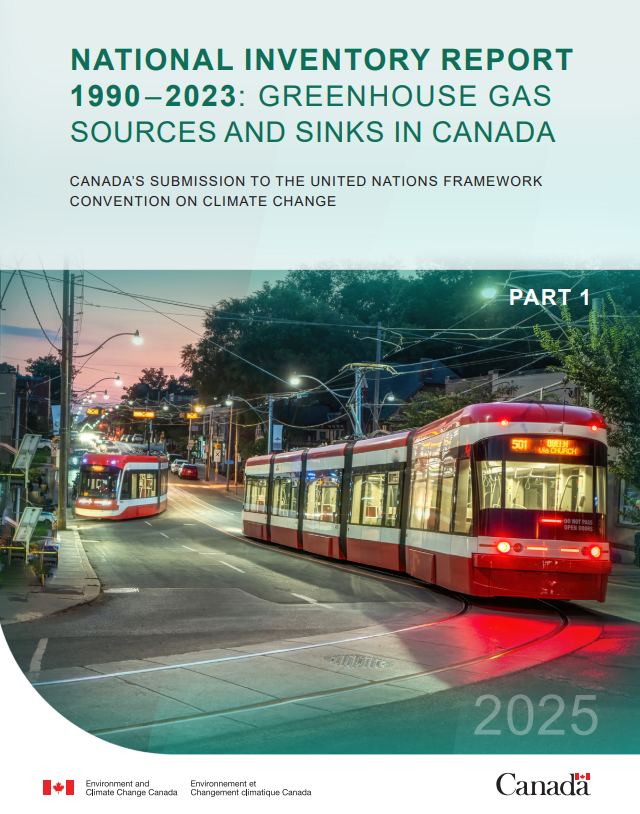 NATIONAL INVENTORY REPORT
1990–2023: GREENHOUSE GAS
SOURCES AND SINKS IN CANADA
CANADA'S SUBMISSION TO THE UNITED NATIONS FRAMEWORK
CONVENTION ON CLIMATE CHANGE
PART 1
501 QUEEN
Via CHURCH
DO NOT PASS
OPEN DOORS
2025
Environment and
Climate Change Canada
Environnement et
Changement climatique Canada
Canada